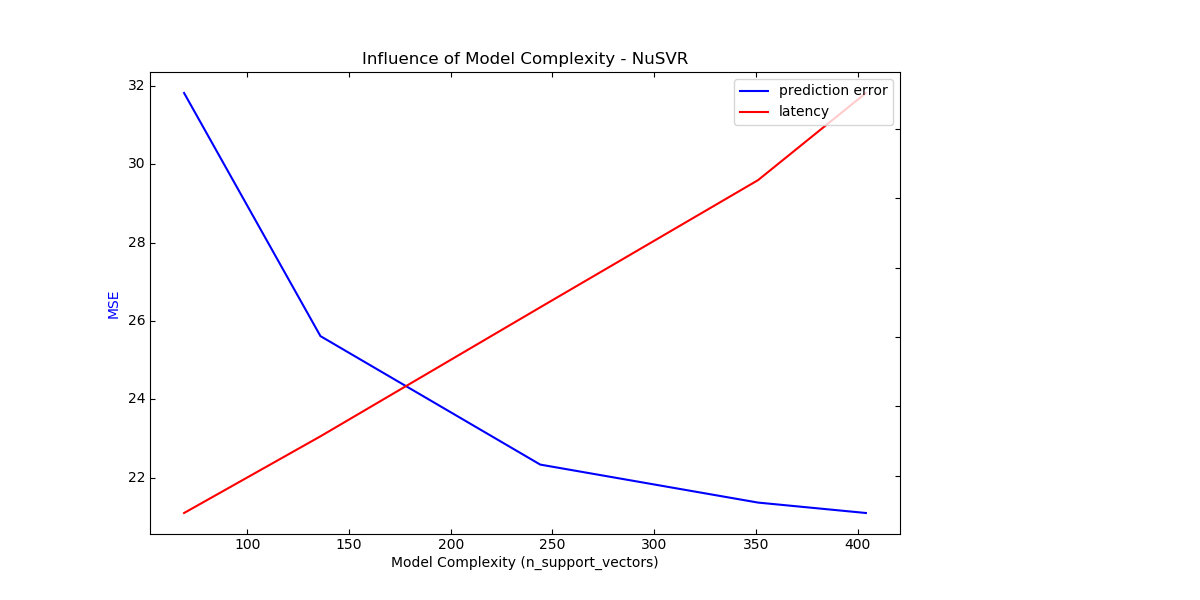 Influence of Model Complexity - NuSVR
prediction error
latency
32
30
28
26
24
22
MSE
100 150 200 250 300 350 400
Model Complexity (n_support_vectors)